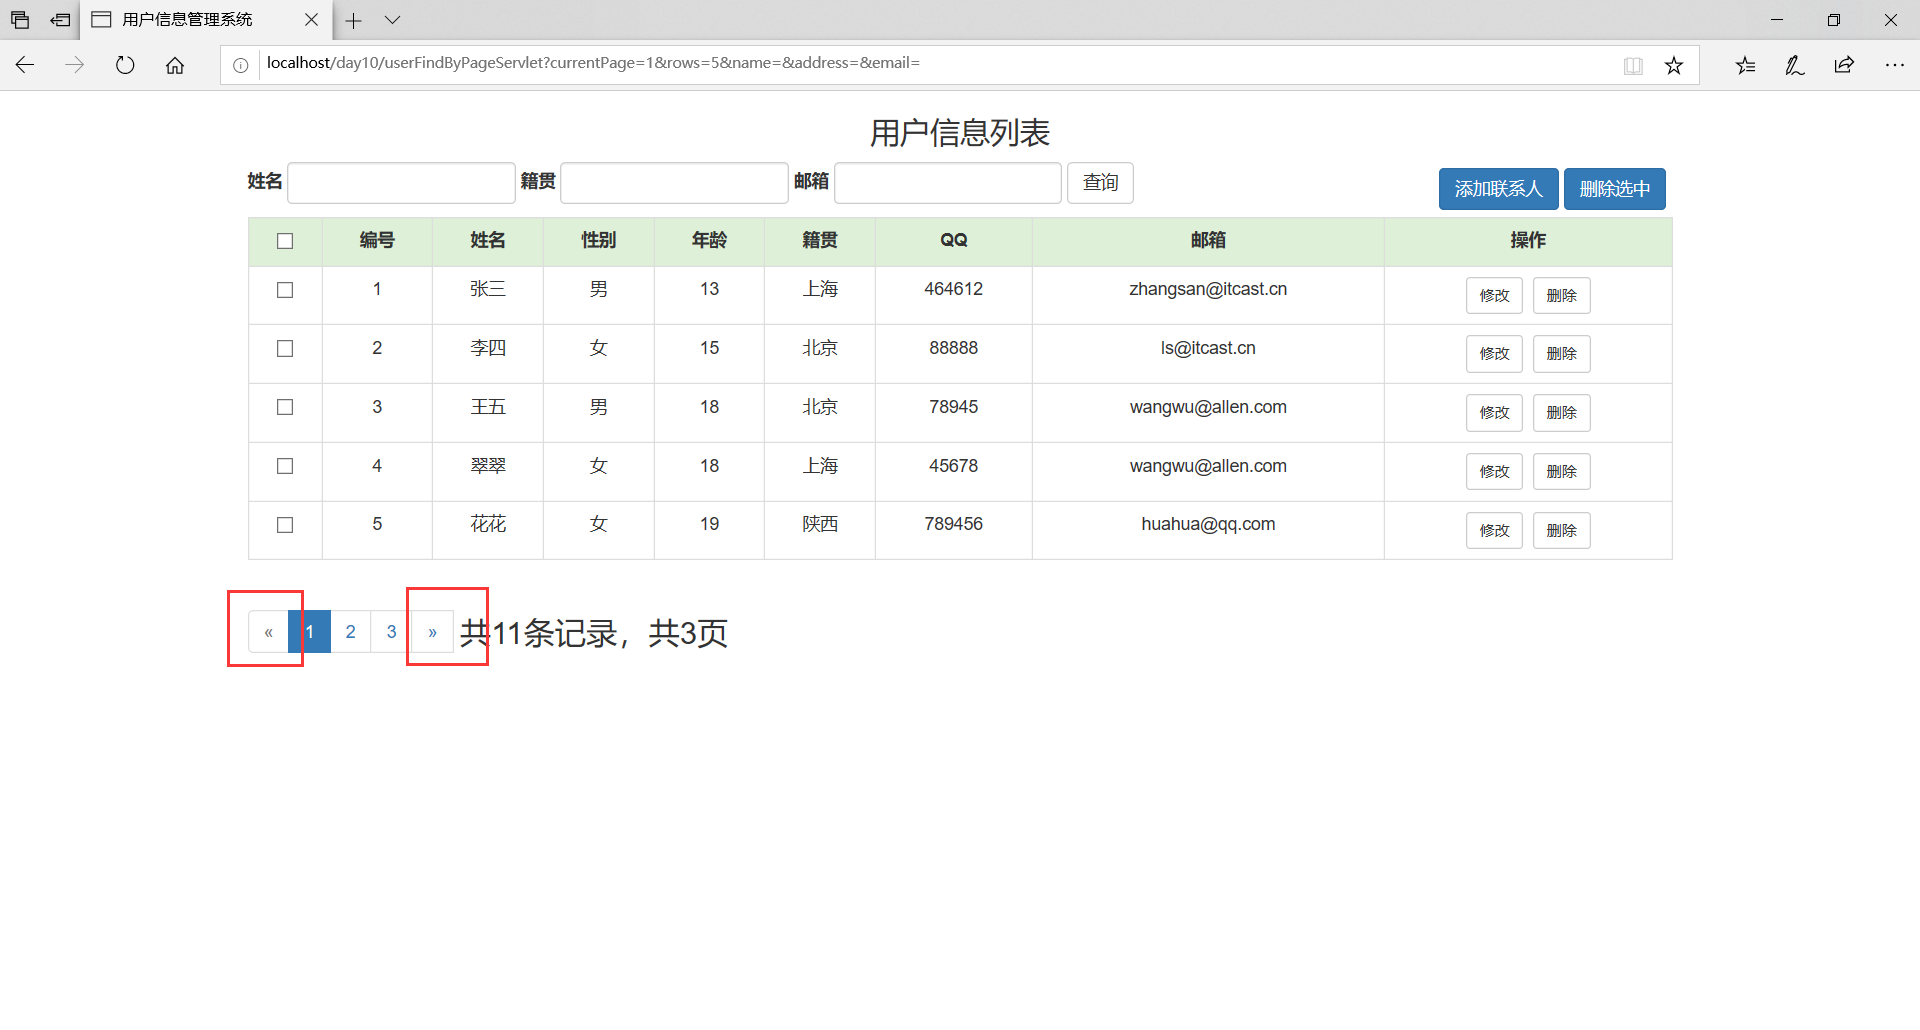 用户信息管理系统
localhost/day10/userFindByPageServlet?currentPage=1&rows=5&name=&address=&email=
用户信息列表
姓名 籍贯 邮箱 查询 添加联系人 删除选中
编号 姓名 性别 年龄 籍贯 QQ 邮箱 操作
1 张三 男 13 上海 464612 zhangsan@itcast.cn 修改 删除
2 李四 女 15 北京 88888 ls@itcast.cn 修改 删除
3 王五 男 18 北京 78945 wangwu@allen.com 修改 删除
4 翠翠 女 18 上海 45678 wangwu@allen.com 修改 删除
5 花花 女 19 陕西 789456 huahua@qq.com 修改 删除
« 1 2 3 » 共11条记录，共3页